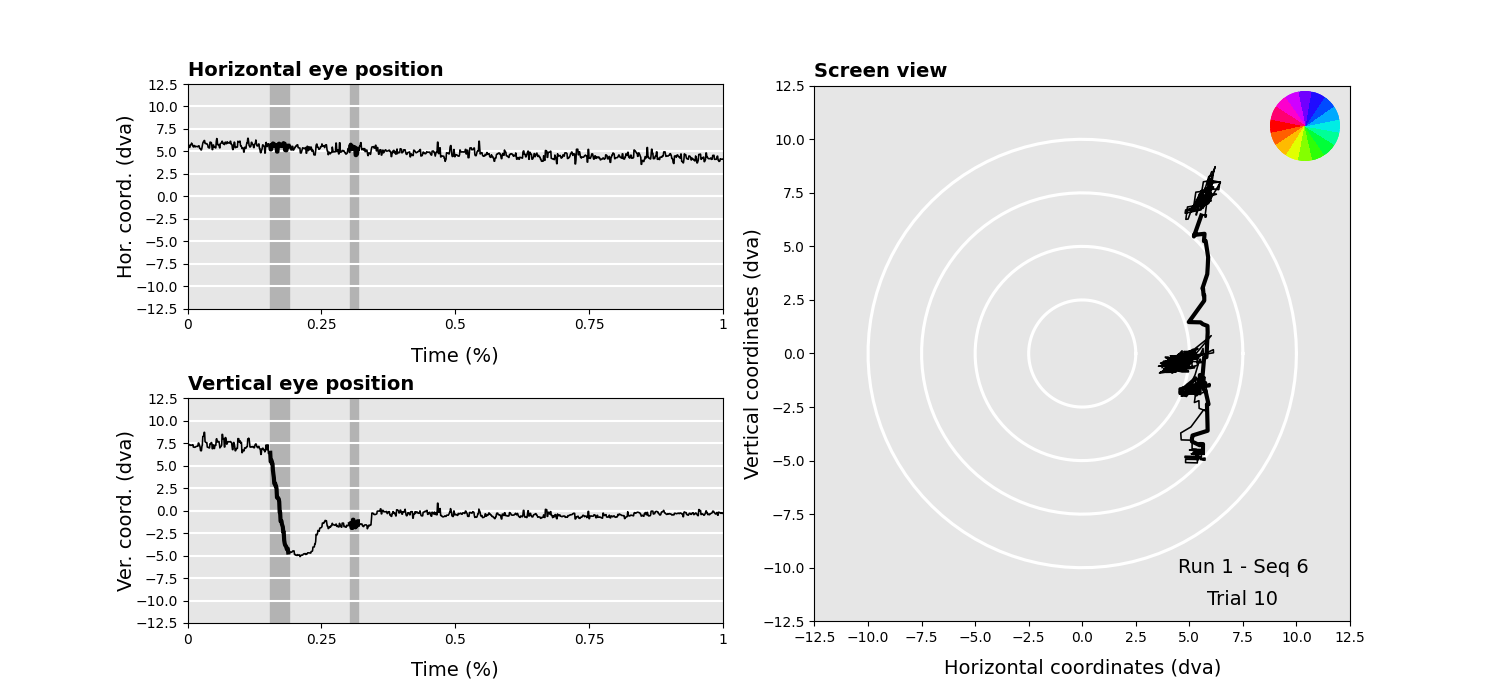 Horizontal eye position
Hor. coord. (dva)
12.5
10.0
7.5
5.0
2.5
0.0
−2.5
−5.0
−7.5
−10.0
−12.5
0 0.25 0.5 0.75 1
Time (%)
Vertical eye position
Ver. coord. (dva)
12.5
10.0
7.5
5.0
2.5
0.0
−2.5
−5.0
−7.5
−10.0
−12.5
0 0.25 0.5 0.75 1
Time (%)
Screen view
Vertical coordinates (dva)
12.5
10.0
7.5
5.0
2.5
0.0
−2.5
−5.0
−7.5
−10.0
−12.5
Run 1 - Seq 6
Trial 10
−12.5 −10.0 −7.5 −5.0 −2.5 0.0 2.5 5.0 7.5 10.0 12.5
Horizontal coordinates (dva)